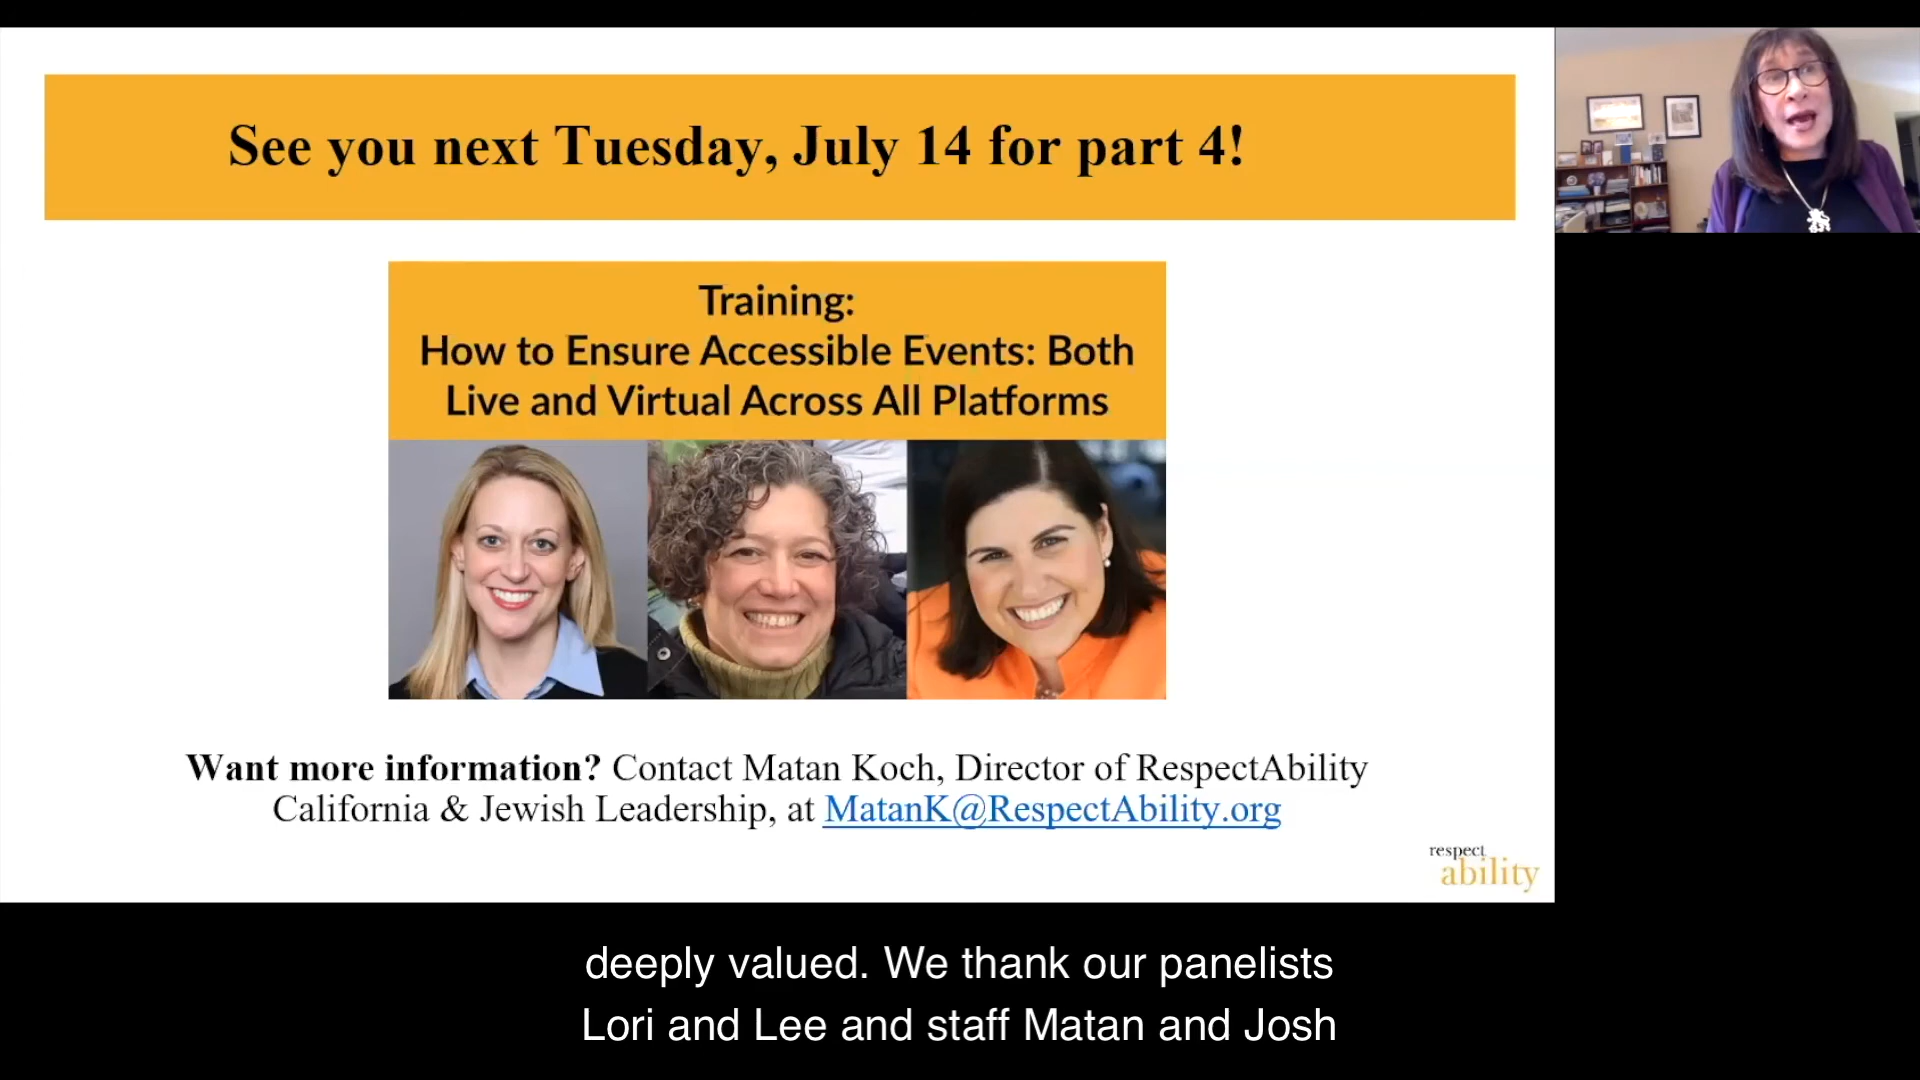 See you next Tuesday, July 14 for part 4!
Training:
How to Ensure Accessible Events: Both
Live and Virtual Across All Platforms
Want more information? Contact Matan Koch, Director of RespectAbility
California & Jewish Leadership, at MatanK@RespectAbility.org
respect
ability
deeply valued. We thank our panelists
Lori and Lee and staff Matan and Josh